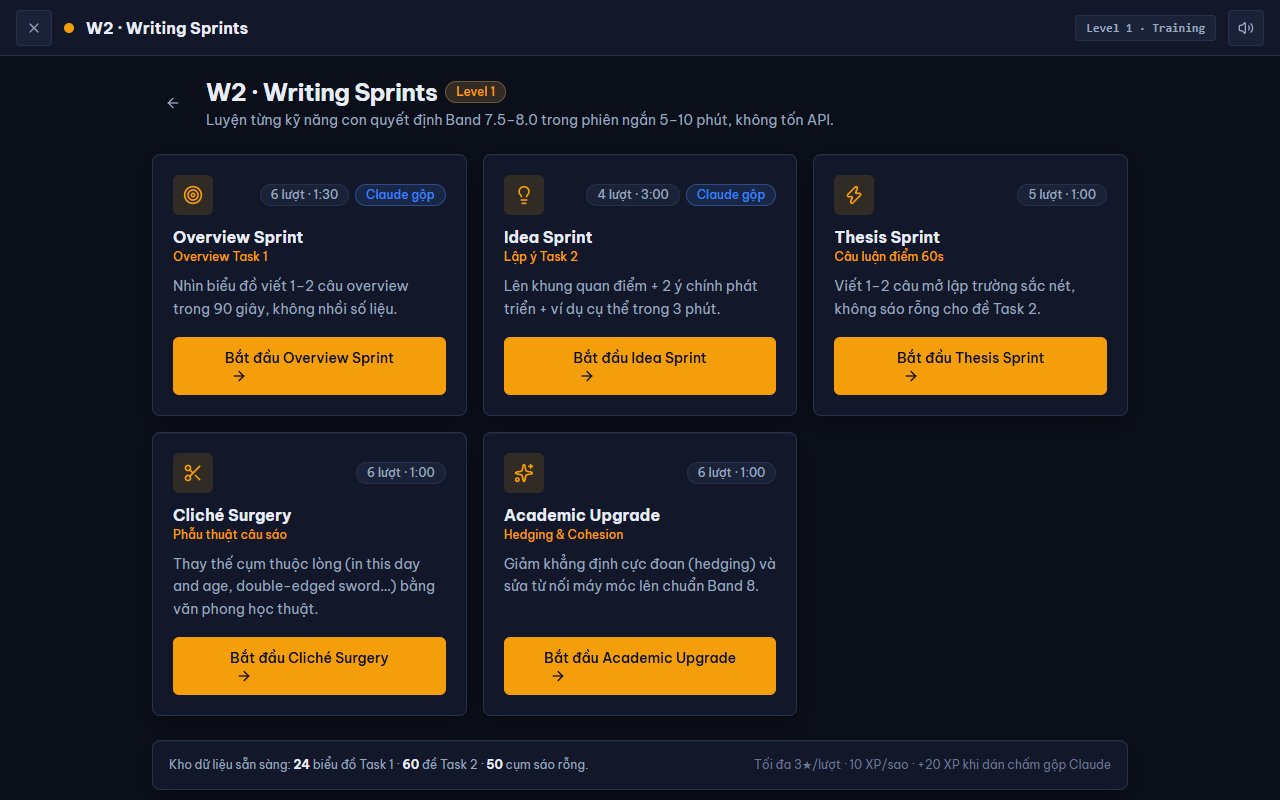 W2 · Writing Sprints
Level 1 · Training
W2 · Writing Sprints Level 1
Luyện từng kỹ năng con quyết định Band 7.5–8.0 trong phiên ngắn 5–10 phút, không tốn API.
6 lượt · 1:30 Claude gộp
Overview Sprint
Overview Task 1
Nhìn biểu đồ viết 1–2 câu overview
trong 90 giây, không nhồi số liệu.
Bắt đầu Overview Sprint
→
4 lượt · 3:00 Claude gộp
Idea Sprint
Lập ý Task 2
Lên khung quan điểm + 2 ý chính phát
triển + ví dụ cụ thể trong 3 phút.
Bắt đầu Idea Sprint
→
5 lượt · 1:00
Thesis Sprint
Câu luận điểm 60s
Viết 1–2 câu mở lập trường sắc nét,
không sáo rỗng cho đề Task 2.
Bắt đầu Thesis Sprint
→
6 lượt · 1:00
Cliché Surgery
Phẫu thuật câu sáo
Thay thế cụm thuộc lòng (in this day
and age, double-edged sword…) bằng
văn phong học thuật.
Bắt đầu Cliché Surgery
→
6 lượt · 1:00
Academic Upgrade
Hedging & Cohesion
Giảm khẳng định cực đoan (hedging) và
sửa từ nối máy móc lên chuẩn Band 8.
Bắt đầu Academic Upgrade
→
Kho dữ liệu sẵn sàng: 24 biểu đồ Task 1 · 60 đề Task 2 · 50 cụm sáo rỗng.
Tối đa 3★/lượt · 10 XP/sao · +20 XP khi dán chấm gộp Claude